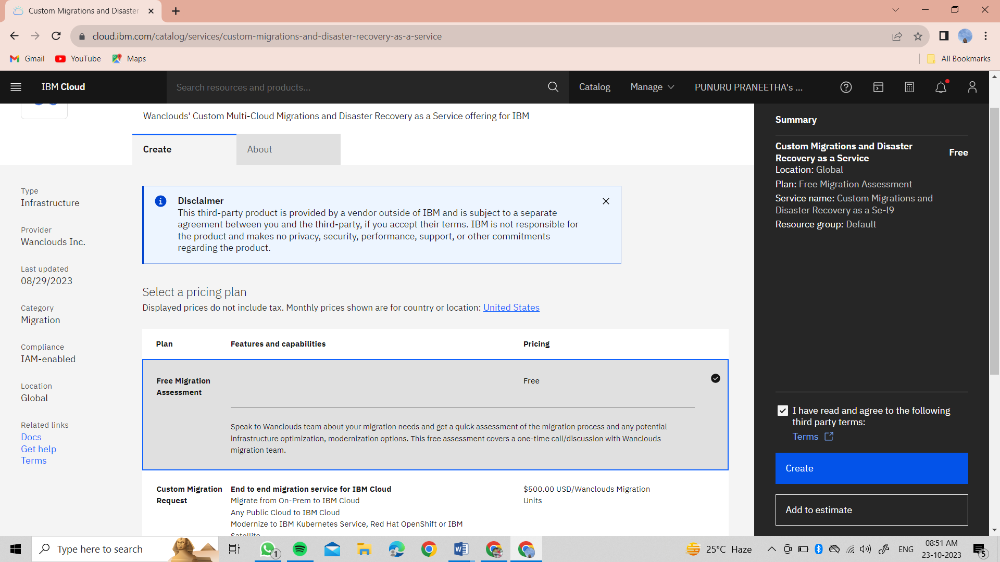 Custom Migrations and Disaster
cloud.ibm.com/catalog/services/custom-migrations-and-disaster-recovery-as-a-service
Gmail
YouTube
Maps
All Bookmarks
IBM Cloud
Search resources and products...
Catalog
Manage
PUNURU PRANEETHA's ...
Wanclouds' Custom Multi-Cloud Migrations and Disaster Recovery as a Service offering for IBM
Create
About
Type
Infrastructure
Provider
Wanclouds Inc.
Last updated
08/29/2023
Category
Migration
Compliance
IAM-enabled
Location
Global
Related links
Docs
Get help
Terms
Disclaimer
This third-party product is provided by a vendor outside of IBM and is subject to a separate
agreement between you and the third-party, if you accept their terms. IBM is not responsible for
the product and makes no privacy, security, performance, support, or other commitments
regarding the product.
Select a pricing plan
Displayed prices do not include tax. Monthly prices shown are for country or location: United States
Plan
Features and capabilities
Pricing
Free Migration
Assessment
Free
Speak to Wanclouds team about your migration needs and get a quick assessment of the migration process and any potential
infrastructure optimization, modernization options. This free assessment covers a one-time call/discussion with Wanclouds
migration team.
Custom Migration
Request
End to end migration service for IBM Cloud
Migrate from On-Prem to IBM Cloud
Any Public Cloud to IBM Cloud
Modernize to IBM Kubernetes Service, Red Hat OpenShift or IBM
Satellite
$500.00 USD/Wanclouds Migration
Units
Summary
Custom Migrations and Disaster
Recovery as a Service
Free
Location: Global
Plan: Free Migration Assessment
Service name: Custom Migrations and
Disaster Recovery as a Se-l9
Resource group: Default
I have read and agree to the following
third party terms:
Terms
Create
Add to estimate
Type here to search
1
25°C Haze
ENG
08:51 AM
23-10-2023
5